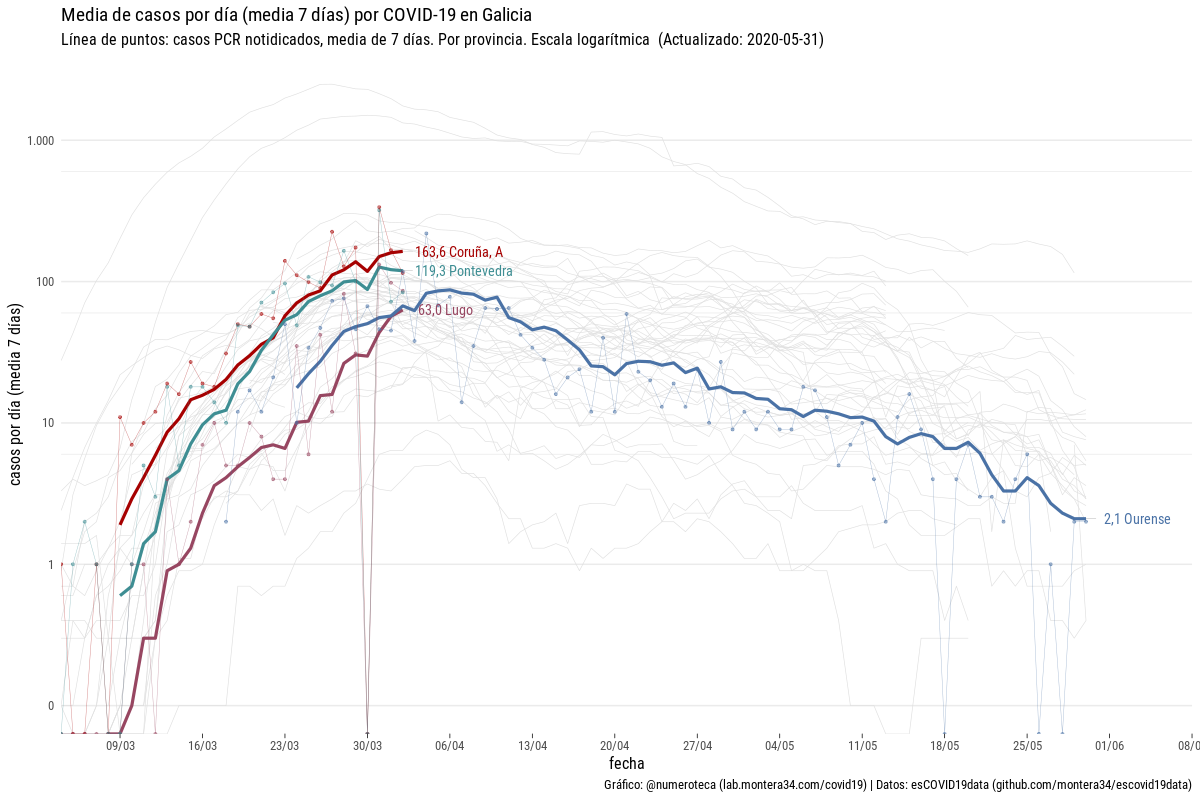 Media de casos por día (media 7 días) por COVID-19 en Galicia
Línea de puntos: casos PCR notidicados, media de 7 días. Por provincia. Escala logarítmica (Actualizado: 2020-05-31)
casos por día (media 7 días)
1.000
100
10
1
0
163,6 Coruña, A
119,3 Pontevedra
63,0 Lugo
2,1 Ourense
09/03 16/03 23/03 30/03 06/04 13/04 20/04 27/04 04/05 11/05 18/05 25/05 01/06 08/0
fecha
Gráfico: @numeroteca (lab.montera34.com/covid19) | Datos: esCOVID19data (github.com/montera34/escovid19data)